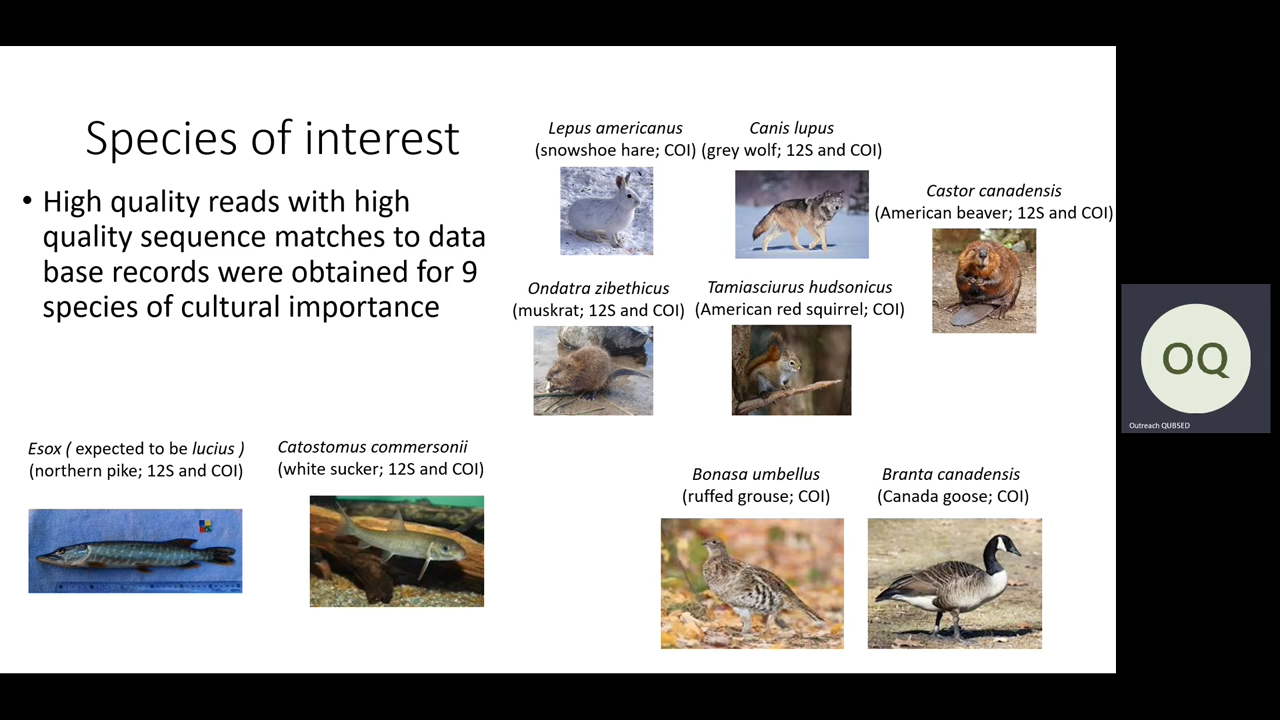 Species of interest
• High quality reads with high
quality sequence matches to data
base records were obtained for 9
species of cultural importance
Lepus americanus
(snowshoe hare; COI)
Canis lupus
(grey wolf; 12S and COI)
Castor canadensis
(American beaver; 12S and COI)
Ondatra zibethicus
(muskrat; 12S and COI)
Tamiasciurus hudsonicus
(American red squirrel; COI)
Esox ( expected to be lucius )
(northern pike; 12S and COI)
Catostomus commersonii
(white sucker; 12S and COI)
Bonasa umbellus
(ruffed grouse; COI)
Branta canadensis
(Canada goose; COI)
OQ
Outreach QUBSED